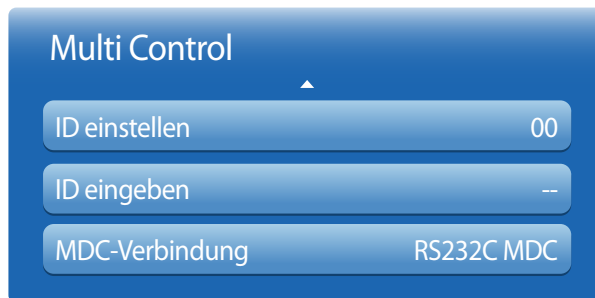 Multi Control
ID einstellen 00
ID eingeben --
MDC-Verbindung RS232C MDC